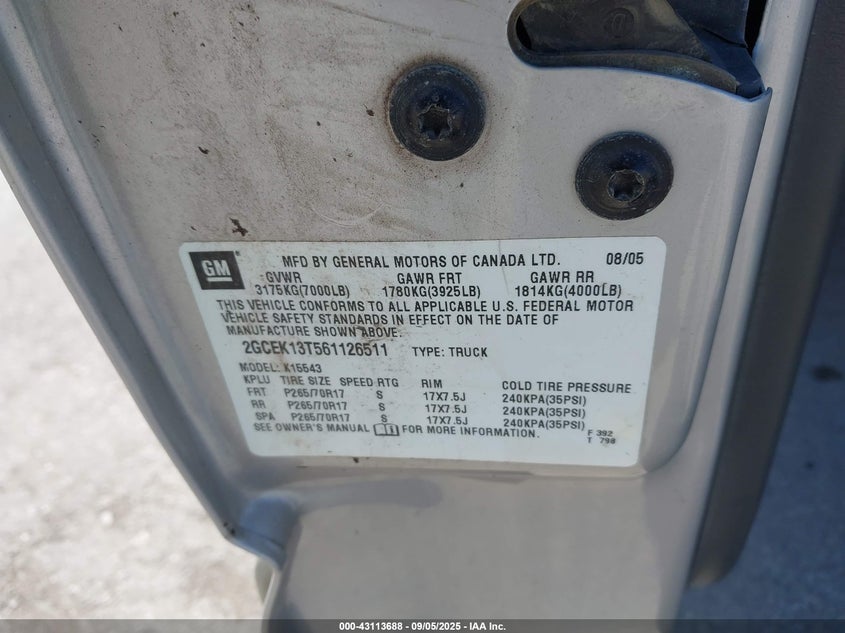 GM
MFD BY GENERAL MOTORS OF CANADA LTD. 08/05
GVWR GAWR FRT GAWR RR
3175KG(7000LB) 1780KG(3925LB) 1814KG(4000LB)
THIS VEHICLE CONFORMS TO ALL APPLICABLE U.S. FEDERAL MOTOR
VEHICLE SAFETY STANDARDS IN EFFECT ON THE DATE OF
MANUFACTURE SHOWN ABOVE.
2GCEK13T561126511 TYPE: TRUCK
MODEL: K15543
KPLU TIRE SIZE SPEED RTG RIM COLD TIRE PRESSURE
FRT P265/70R17 S 17X7.5J 240KPA(35PSI)
RR P265/70R17 S 17X7.5J 240KPA(35PSI)
SPA P265/70R17 S 17X7.5J 240KPA(35PSI)
SEE OWNER'S MANUAL FOR MORE INFORMATION.
F 392
T 798
000-43113688 - 09/05/2025 - IAA Inc.